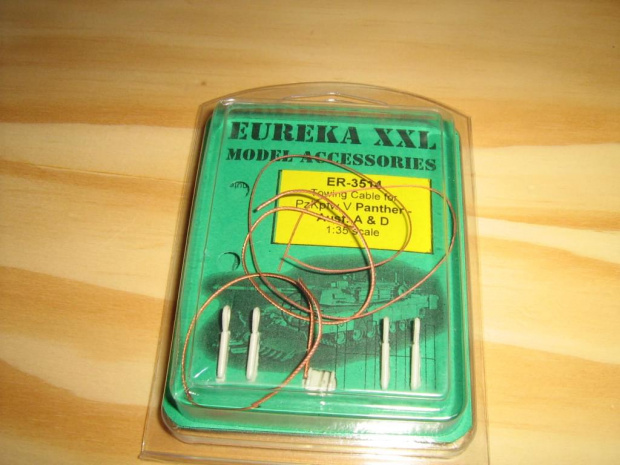 EUREKA XXL
MODEL ACCESSORIES
ER-3514
Towing Cable for
PzKpfw V Panther -
Ausf. A & D
1:35 scale